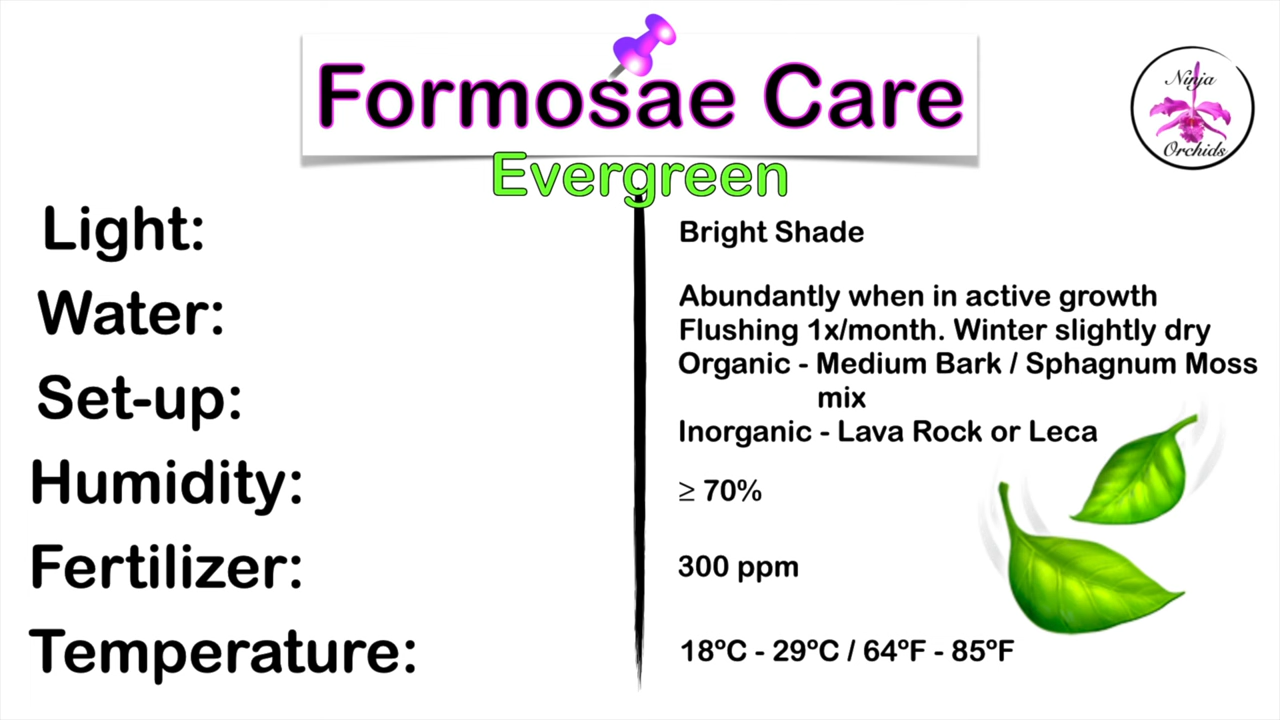 Formosae Care
Ninja
Orchids
Evergreen
Light:
Bright Shade
Water:
Abundantly when in active growth
Flushing 1x/month. Winter slightly dry
Set-up:
Organic - Medium Bark / Sphagnum Moss
mix
Inorganic - Lava Rock or Leca
Humidity:
≥ 70%
Fertilizer:
300 ppm
Temperature:
18ºC - 29ºC / 64ºF - 85ºF